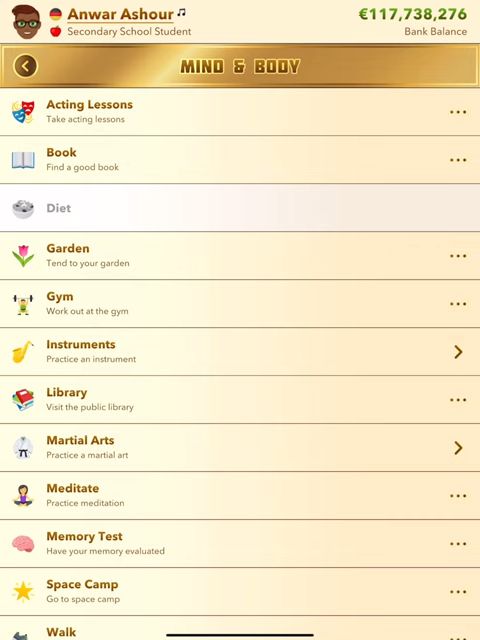 Anwar Ashour
€117,738,276
Secondary School Student
Bank Balance
MIND & BODY
Acting Lessons
Take acting lessons
Book
Find a good book
Diet
Garden
Tend to your garden
Gym
Work out at the gym
Instruments
Practice an instrument
Library
Visit the public library
Martial Arts
Practice a martial art
Meditate
Practice meditation
Memory Test
Have your memory evaluated
Space Camp
Go to space camp
Walk